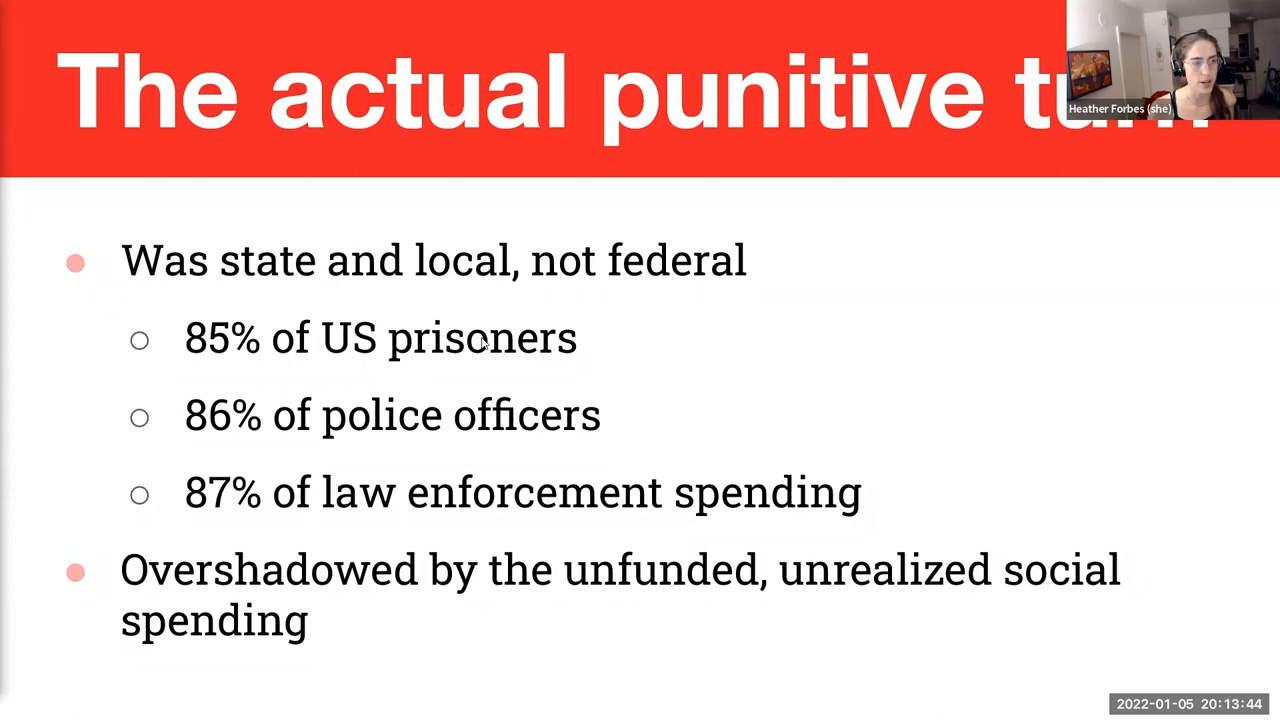 The actual punitive turn
Heather Forbes (she)
Was state and local, not federal
85% of US prisoners
86% of police officers
87% of law enforcement spending
Overshadowed by the unfunded, unrealized social
spending
2022-01-05 20:13:44